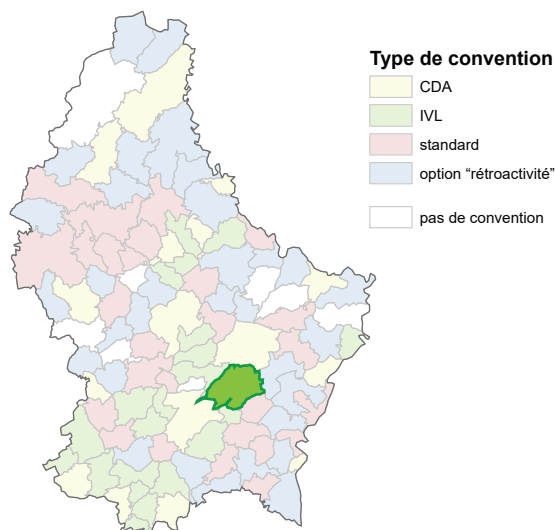 Type de convention
CDA
IVL
standard
option “rétroactivité”
pas de convention